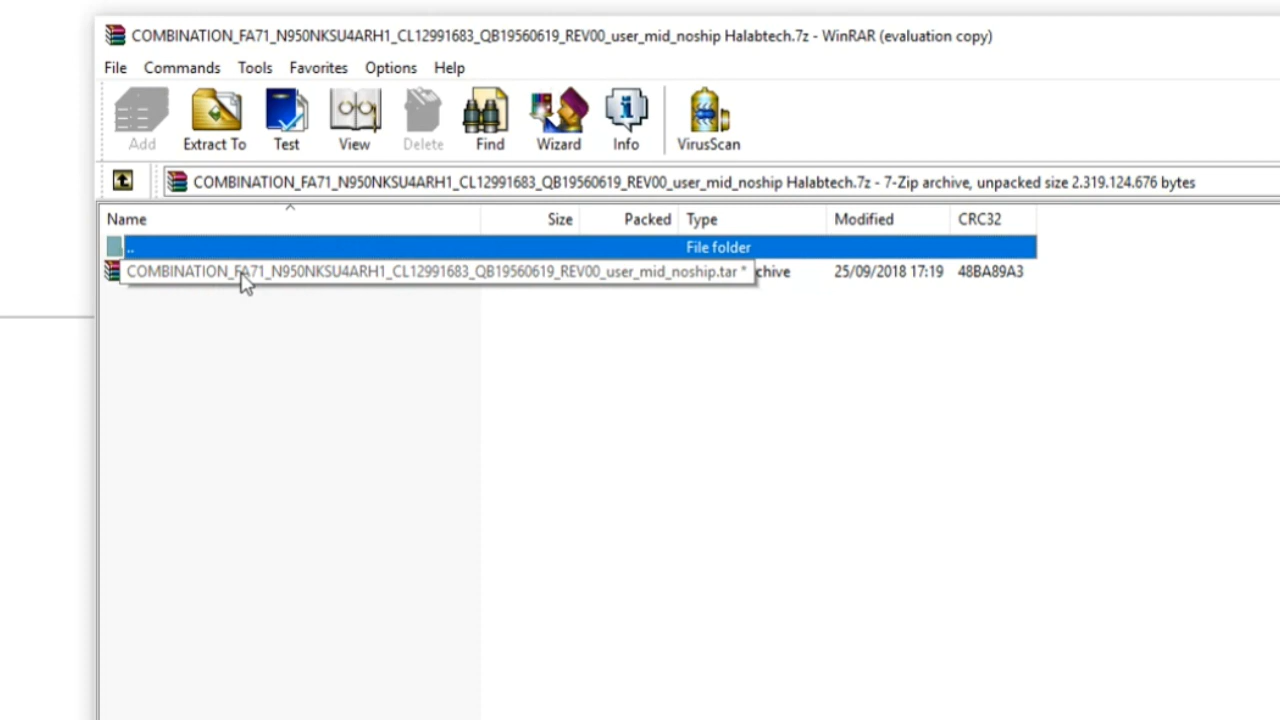 COMBINATION_FA71_N950NKSU4ARH1_CL12991683_QB19560619_REV00_user_mid_noship Halabtech.7z - WinRAR (evaluation copy)
File Commands Tools Favorites Options Help
Add Extract To Test View Delete Find Wizard Info VirusScan
COMBINATION_FA71_N950NKSU4ARH1_CL12991683_QB19560619_REV00_user_mid_noship Halabtech.7z - 7-Zip archive, unpacked size 2.319.124.676 bytes
Name Size Packed Type Modified CRC32
.. File folder
COMBINATION_FA71_N950NKSU4ARH1_CL12991683_QB19560619_REV00_user_mid_noship.tar * chive 25/09/2018 17:19 48BA89A3